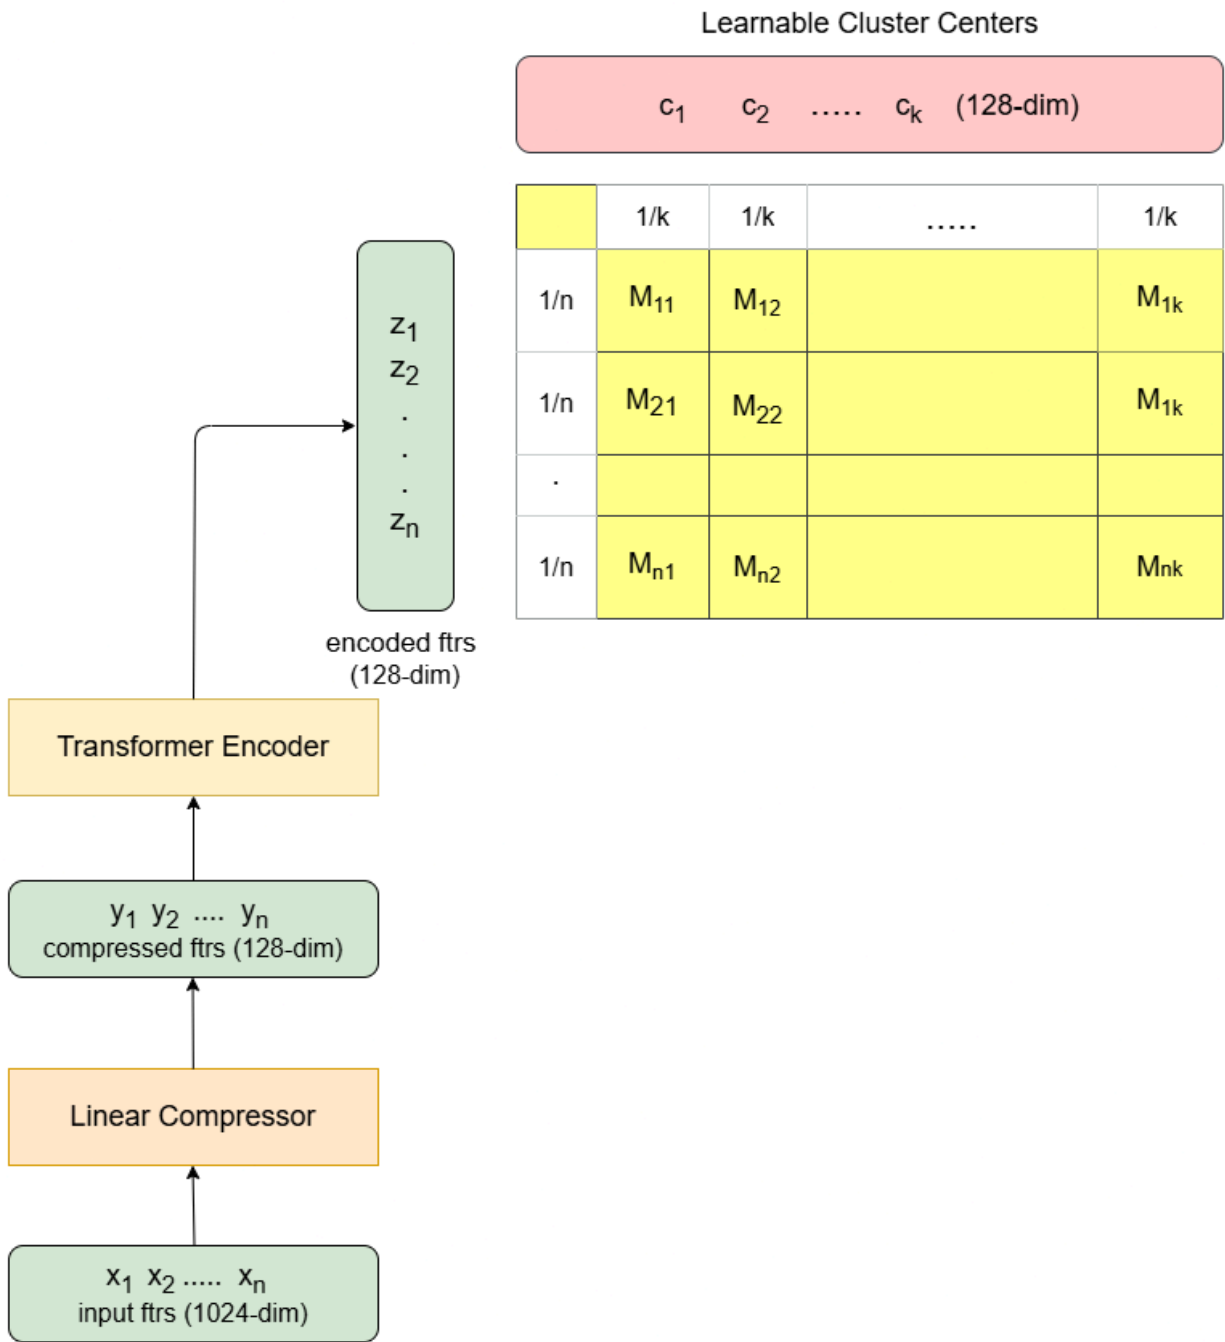 Learnable Cluster Centers
c₁ c₂ ..... cₖ (128-dim)
1/k 1/k ..... 1/k
1/n M₁₁ M₁₂ M₁ₖ
1/n M₂₁ M₂₂ M₁ₖ
.
1/n Mₙ₁ Mₙ₂ Mnk
z₁
z₂
.
.
.
zₙ
encoded ftrs
(128-dim)
Transformer Encoder
y₁ y₂ .... yₙ
compressed ftrs (128-dim)
Linear Compressor
x₁ x₂ ..... xₙ
input ftrs (1024-dim)